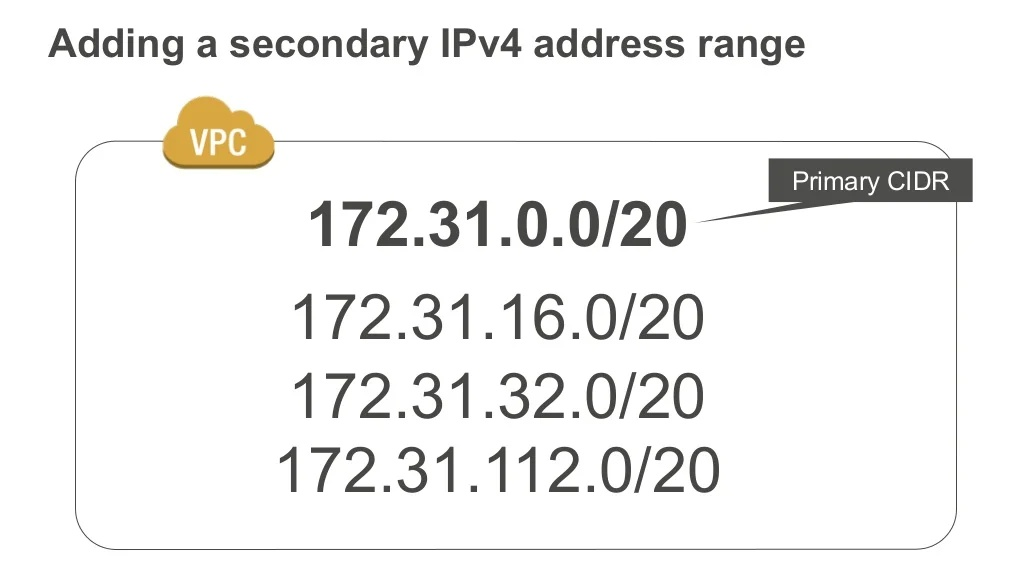 Adding a secondary IPv4 address range
VPC
Primary CIDR
172.31.0.0/20
172.31.16.0/20
172.31.32.0/20
172.31.112.0/20